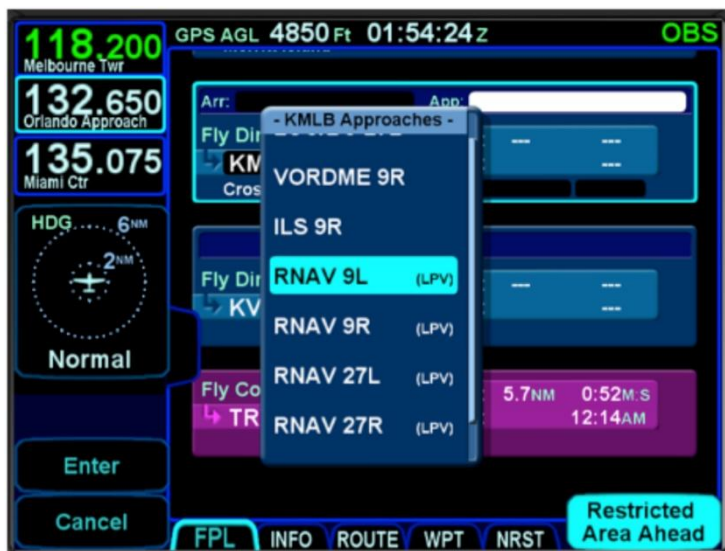 118.200
Melbourne Twr
132.650
Orlando Approach
135.075
Miami Ctr
GPS AGL 4850 Ft 01:54:24 Z
OBS
HDG
6NM
2NM
Normal
Enter
Cancel
Arr:
App:
- KMLB Approaches -
VORDME 9R
ILS 9R
RNAV 9L (LPV)
RNAV 9R (LPV)
RNAV 27L (LPV)
RNAV 27R (LPV)
Fly Dir
KM
Cros
--- ---
---
Fly Dir
KV
--- ---
---
Fly Co
TR
5.7NM 0:52M:S
12:14AM
Restricted
Area Ahead
FPL INFO ROUTE WPT NRST